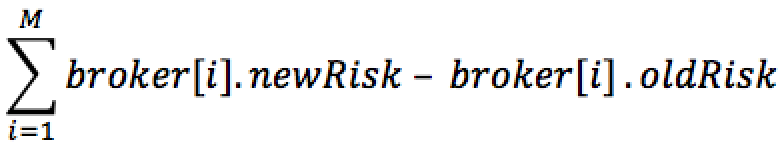 M
∑ broker[i].newRisk – broker[i].oldRisk
i=1